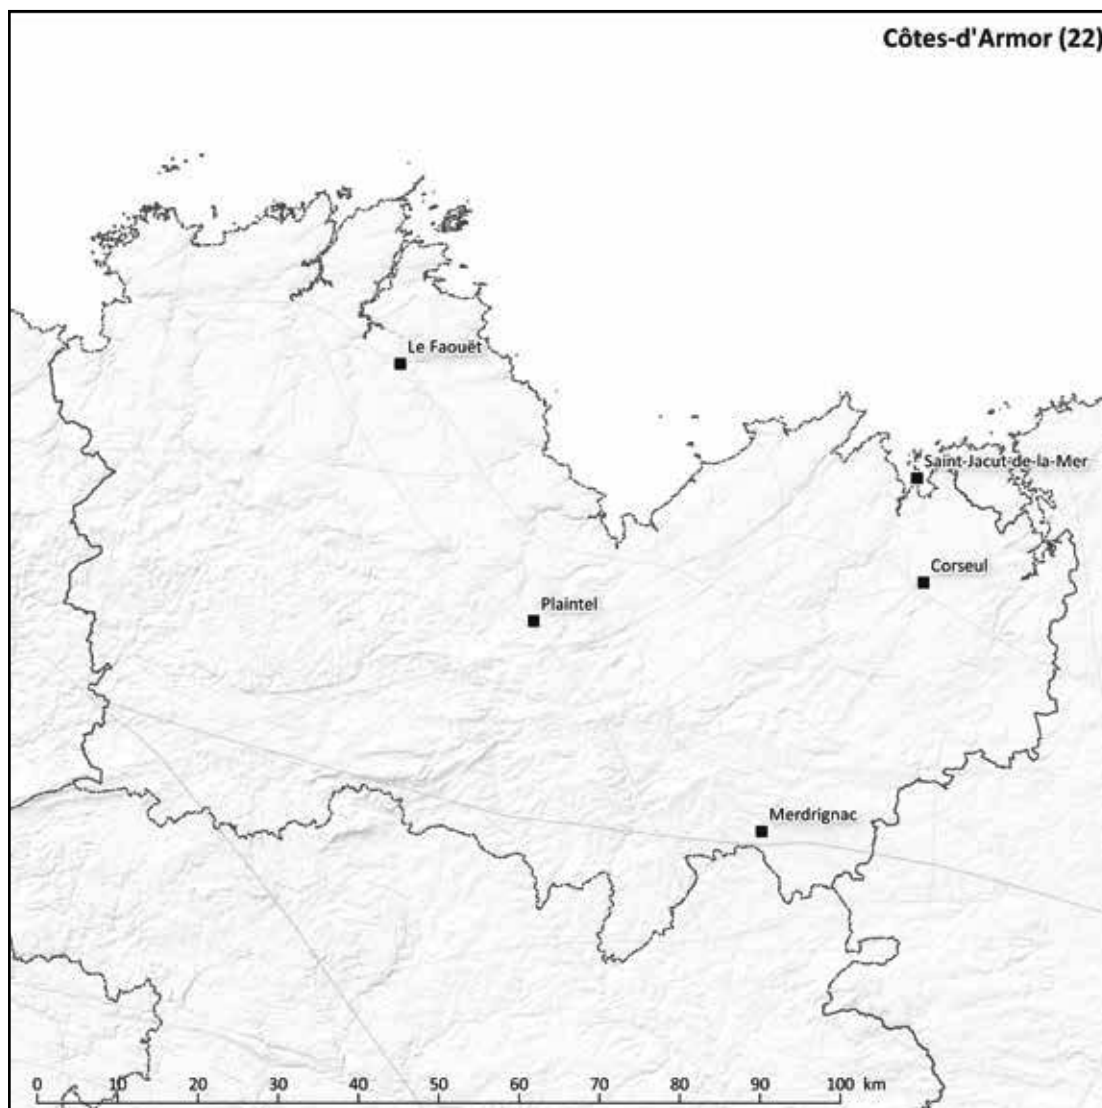 Côtes-d'Armor (22)
Le Faouët
Saint-Jacut-de-la-Mer
Corseul
Plaintel
Merdrignac
0 10 20 30 40 50 60 70 80 90 100 km